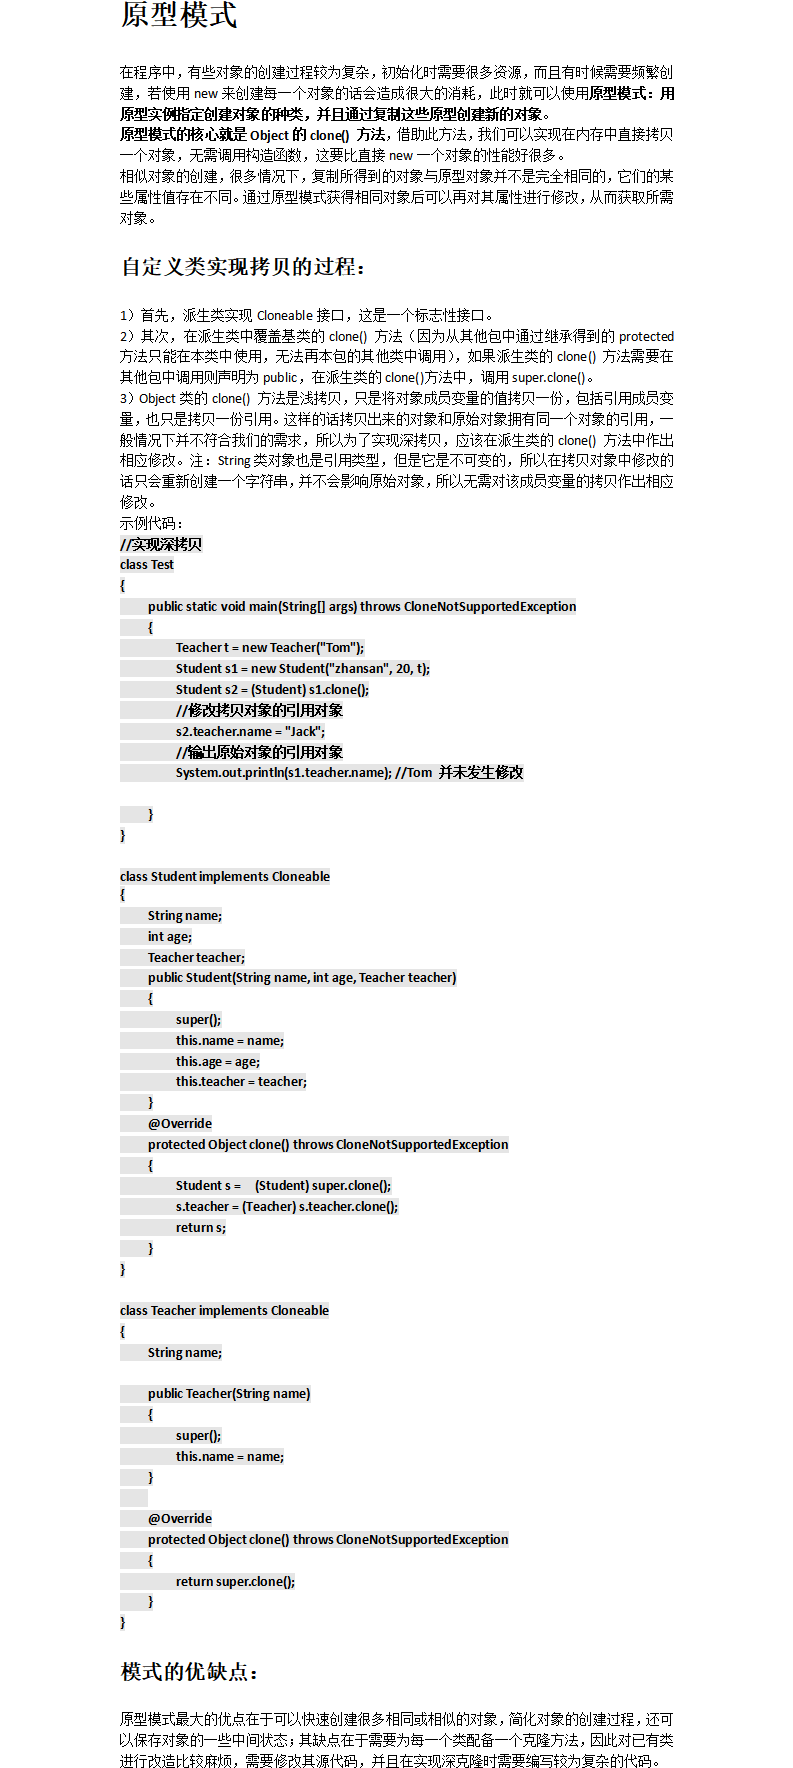 原型模式
在程序中，有些对象的创建过程较为复杂，初始化时需要很多资源，而且有时候需要频繁创
建，若使用 new 来创建每一个对象的话会造成很大的消耗，此时就可以使用原型模式：用
原型实例指定创建对象的种类，并且通过复制这些原型创建新的对象。
原型模式的核心就是 Object 的 clone() 方法，借助此方法，我们可以实现在内存中直接拷贝
一个对象，无需调用构造函数，这要比直接 new 一个对象的性能好很多。
相似对象的创建，很多情况下，复制所得到的对象与原型对象并不是完全相同的，它们的某
些属性值存在不同。通过原型模式获得相同对象后可以再对其属性进行修改，从而获取所需
对象。
自定义类实现拷贝的过程：
1）首先，派生类实现 Cloneable 接口，这是一个标志性接口。
2）其次，在派生类中覆盖基类的 clone() 方法（因为从其他包中通过继承得到的 protected
方法只能在本类中使用，无法再本包的其他类中调用），如果派生类的 clone() 方法需要在
其他包中调用则声明为 public，在派生类的 clone()方法中，调用 super.clone()。
3）Object 类的 clone() 方法是浅拷贝，只是将对象成员变量的值拷贝一份，包括引用成员变
量，也只是拷贝一份引用。这样的话拷贝出来的对象和原始对象拥有同一个对象的引用，一
般情况下并不符合我们的需求，所以为了实现深拷贝，应该在派生类的 clone() 方法中作出
相应修改。注：String 类对象也是引用类型，但是它是不可变的，所以在拷贝对象中修改的
话只会重新创建一个字符串，并不会影响原始对象，所以无需对该成员变量的拷贝作出相应
修改。
示例代码：
//实现深拷贝
class Test
{
public static void main(String[] args) throws CloneNotSupportedException
{
Teacher t = new Teacher("Tom");
Student s1 = new Student("zhansan", 20, t);
Student s2 = (Student) s1.clone();
//修改拷贝对象的引用对象
s2.teacher.name = "Jack";
//输出原始对象的引用对象
System.out.println(s1.teacher.name); //Tom 并未发生修改
}
}
class Student implements Cloneable
{
String name;
int age;
Teacher teacher;
public Student(String name, int age, Teacher teacher)
{
super();
this.name = name;
this.age = age;
this.teacher = teacher;
}
@Override
protected Object clone() throws CloneNotSupportedException
{
Student s = (Student) super.clone();
s.teacher = (Teacher) s.teacher.clone();
return s;
}
}
class Teacher implements Cloneable
{
String name;
public Teacher(String name)
{
super();
this.name = name;
}
@Override
protected Object clone() throws CloneNotSupportedException
{
return super.clone();
}
}
模式的优缺点：
原型模式最大的优点在于可以快速创建很多相同或相似的对象，简化对象的创建过程，还可
以保存对象的一些中间状态；其缺点在于需要为每一个类配备一个克隆方法，因此对已有类
进行改造比较麻烦，需要修改其源代码，并且在实现深克隆时需要编写较为复杂的代码。